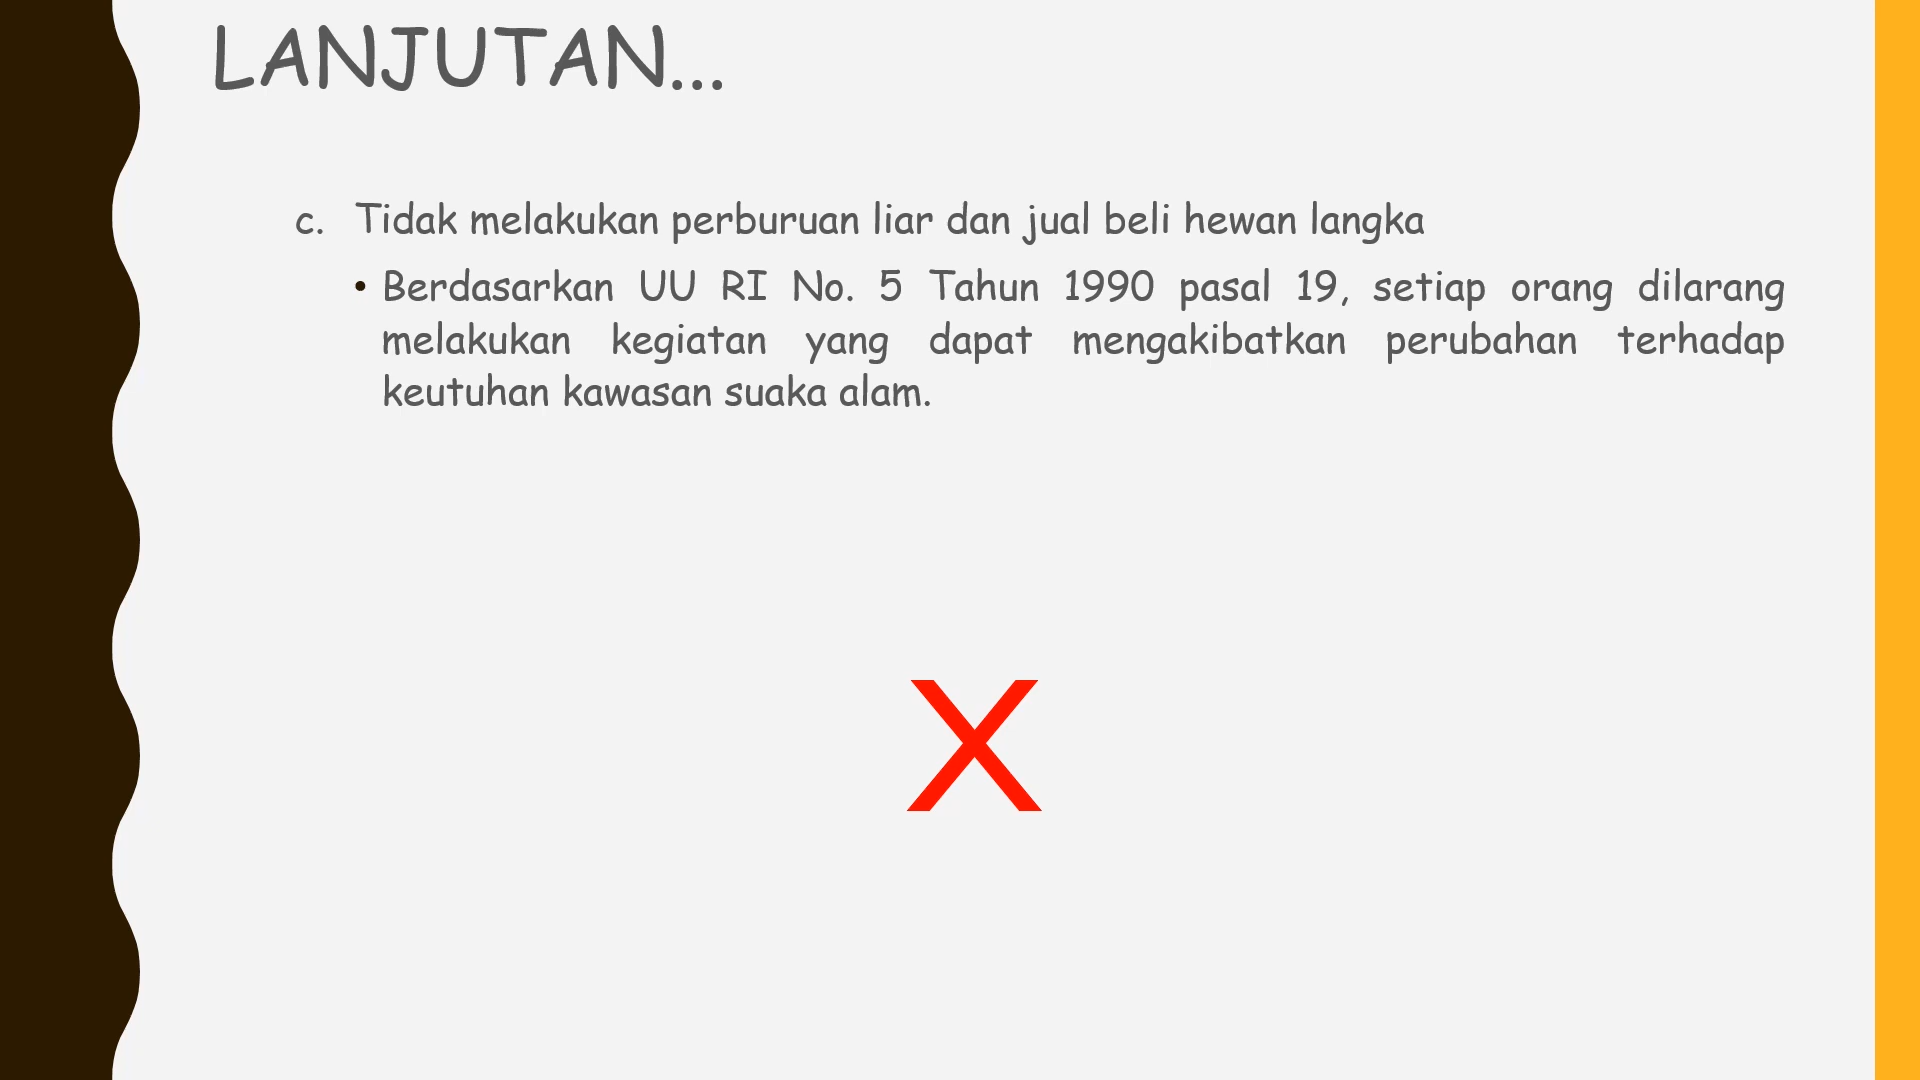 LANJUTAN...
c. Tidak melakukan perburuan liar dan jual beli hewan langka
• Berdasarkan UU RI No. 5 Tahun 1990 pasal 19, setiap orang dilarang
melakukan kegiatan yang dapat mengakibatkan perubahan terhadap
keutuhan kawasan suaka alam.
X